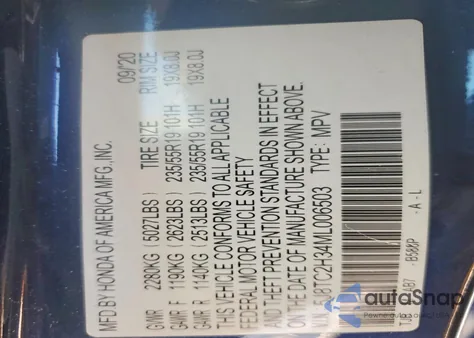 MFD BY HONDA OF AMERICA MFG., INC. 09/20
TIRE SIZE RIM SIZE
GVWR 2280KG (5027LBS)
GAWR F 1190KG (2623LBS) 235/55R19 101H 19X8.0J
GAWR R 1140KG (2513LBS) 235/55R19 101H 19X8.0J
THIS VEHICLE CONFORMS TO ALL APPLICABLE
FEDERAL MOTOR VEHICLE SAFETY
AND THEFT PREVENTION STANDARDS IN EFFECT
ON THE DATE OF MANUFACTURE SHOWN ABOVE.
5J8TC2H34ML006503 TYPE: MPV
B588P -A-L
autoSnap